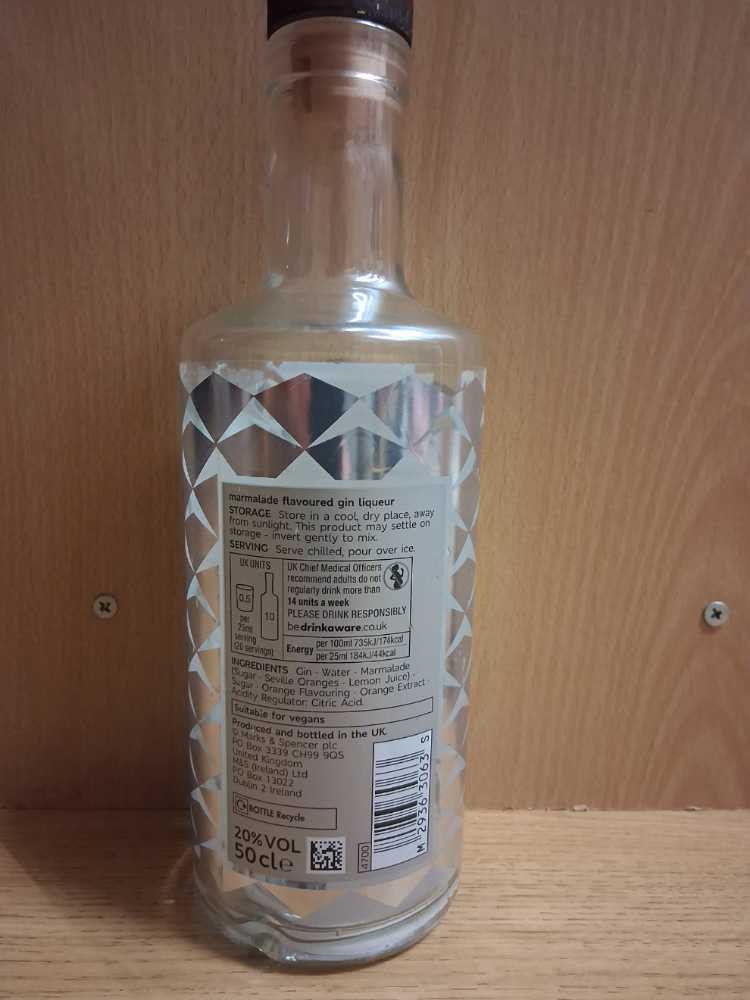 marmalade flavoured gin liqueur
STORAGE Store in a cool, dry place, away
from sunlight. This product may settle on
storage - invert gently to mix.
SERVING Serve chilled, pour over ice.
UK UNITS
0.5
10
per
25ml
serving
(20 servings)
UK Chief Medical Officers
recommend adults do not
regularly drink more than
14 units a week
PLEASE DRINK RESPONSIBLY
bedrinkaware.co.uk
Energy
per 100ml 735kJ/174kcal
per 25ml 184kJ/44kcal
INGREDIENTS Gin - Water - Marmalade
(Sugar - Seville Oranges - Lemon Juice) -
Sugar - Orange Flavouring - Orange Extract -
Acidity Regulator: Citric Acid.
Suitable for vegans
Produced and bottled in the UK.
© Marks & Spencer plc
PO Box 3339 CH99 9QS
United Kingdom
M&S (Ireland) Ltd
PO Box 13022
Dublin 2 Ireland
BOTTLE Recycle
20% VOL
50 cl e
4700
M 2936 3063 S